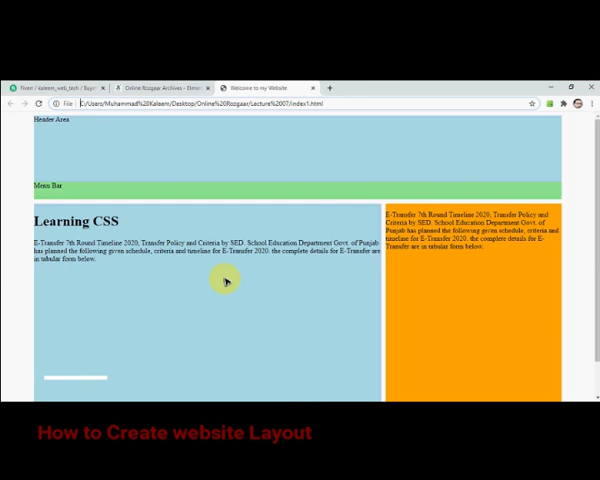 Fiverr / kaleem_web_tech / Buye
Online Rozgaar Archives - Elmen
Welcome to my Website
File
C:/Users/Muhammad%20Kaleem/Desktop/Online%20Rozgaar/Lecture%2007/index1.html
Header Area
Menu Bar
Learning CSS
E-Transfer 7th Round Timeline 2020, Transfer Policy and Criteria by SED. School Education Department Govt. of Punjab
has planned the following given schedule, criteria and timeline for E-Transfer 2020. the complete details for E-Transfer are
in tabular form below.
E-Transfer 7th Round Timeline 2020, Transfer Policy and
Criteria by SED. School Education Department Govt. of
Punjab has planned the following given schedule, criteria and
timeline for E-Transfer 2020. the complete details for E-
Transfer are in tabular form below.
How to Create website Layout